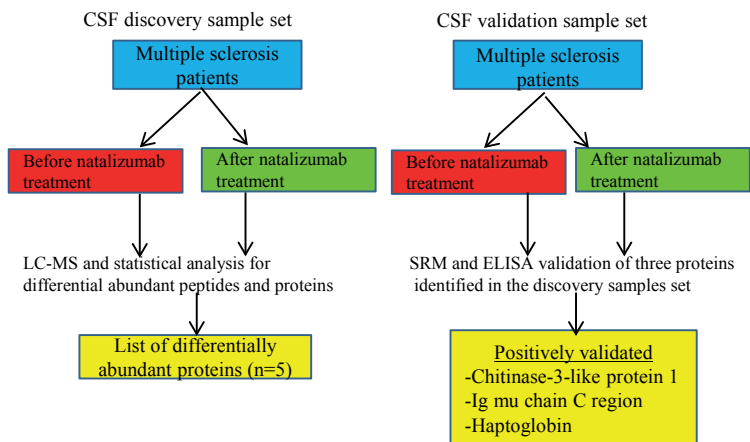 CSF discovery sample set
Multiple sclerosis
patients
Before natalizumab
treatment
After natalizumab
treatment
LC-MS and statistical analysis for
differential abundant peptides and proteins
List of differentially
abundant proteins (n=5)
CSF validation sample set
Multiple sclerosis
patients
Before natalizumab
treatment
After natalizumab
treatment
SRM and ELISA validation of three proteins
identified in the discovery samples set
Positively validated
-Chitinase-3-like protein 1
-Ig mu chain C region
-Haptoglobin